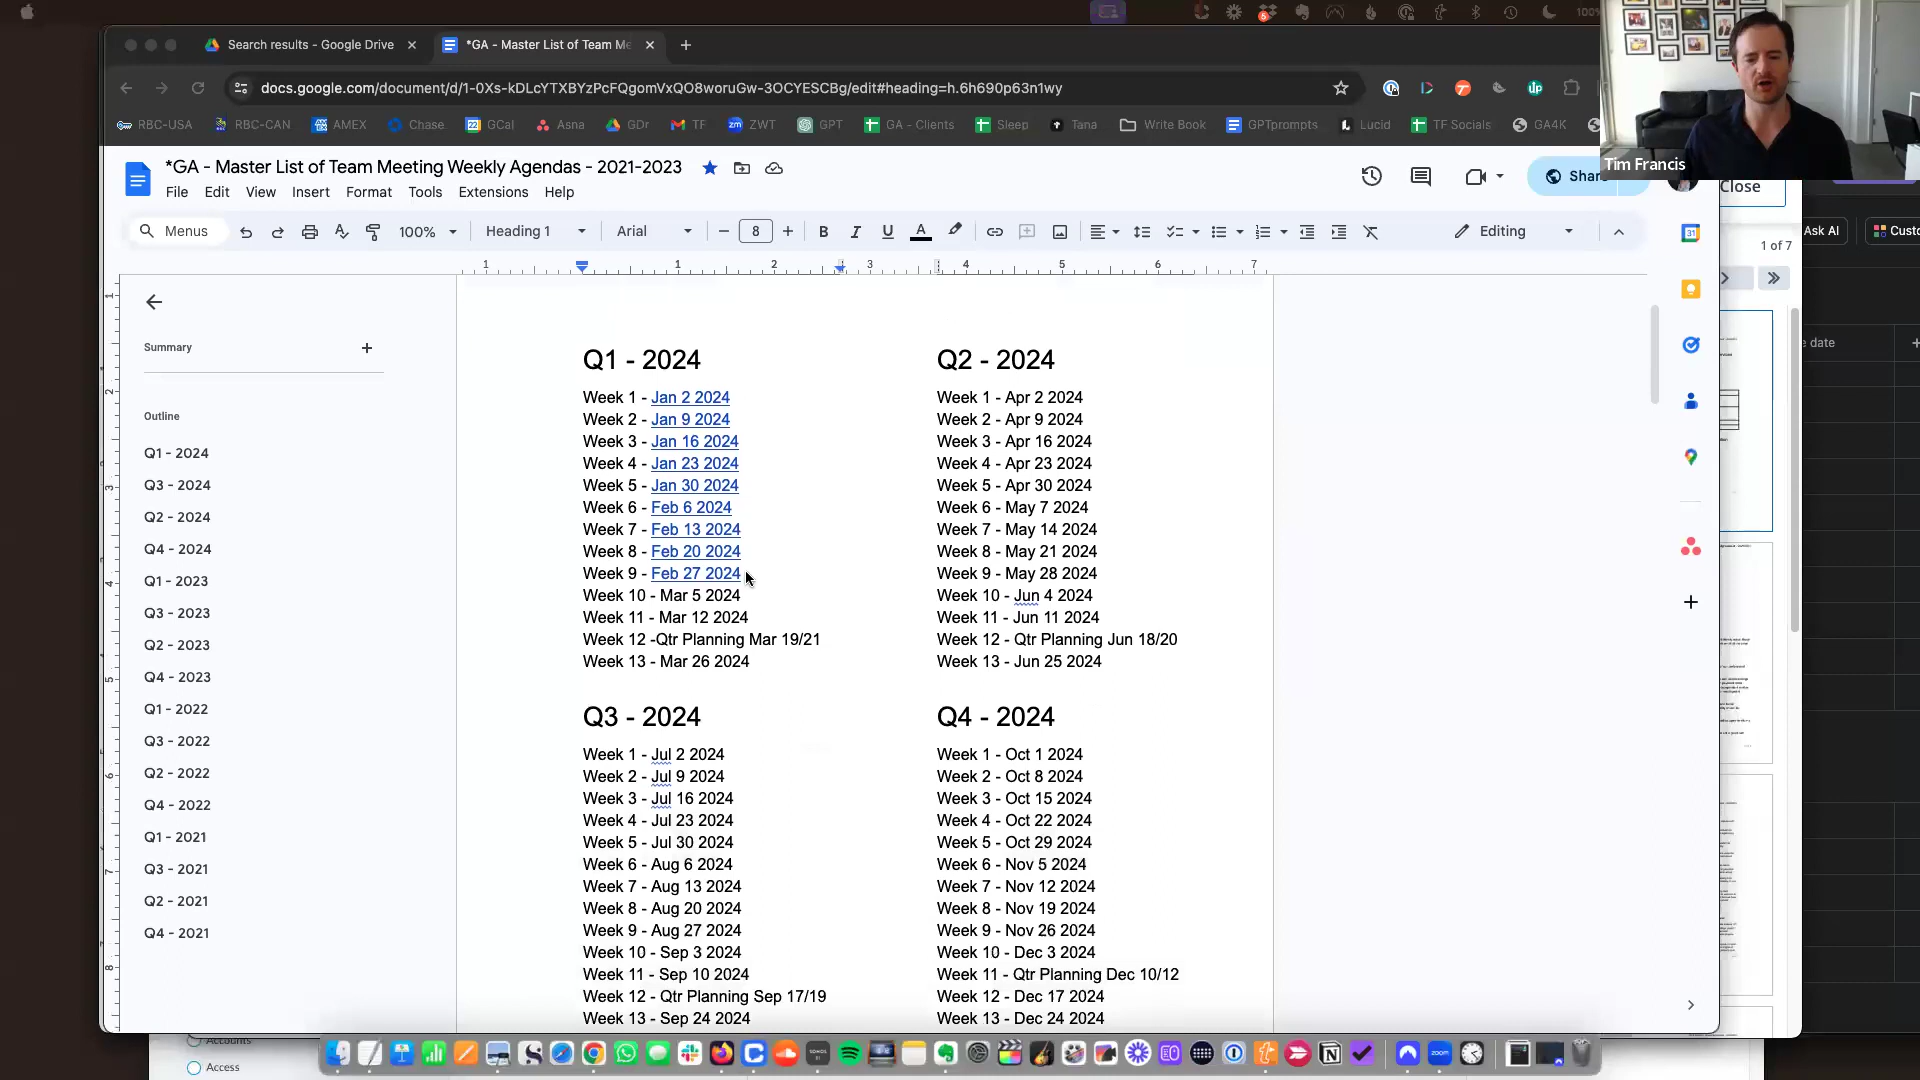 100%
Search results - Google Drive
*GA - Master List of Team Me
docs.google.com/document/d/1-0Xs-kDLcYTXBYzPcFQgomVxQO8woruGw-3OCYESCBg/edit#heading=h.6h690p63n1wy
RBC-USA RBC-CAN AMEX Chase GCal Asna GDr TF ZWT GPT GA - Clients Sleep Tana Write Book GPTprompts Lucid TF Socials GA4K
Tim Francis
*GA - Master List of Team Meeting Weekly Agendas - 2021-2023
File Edit View Insert Format Tools Extensions Help
Share
Close
Menus 100% Heading 1 Arial 8 Editing
Ask AI
Custo
1 of 7
e date
1 1 2 3 4 5 6 7
Summary
Outline
Q1 - 2024
Q3 - 2024
Q2 - 2024
Q4 - 2024
Q1 - 2023
Q3 - 2023
Q2 - 2023
Q4 - 2023
Q1 - 2022
Q3 - 2022
Q2 - 2022
Q4 - 2022
Q1 - 2021
Q3 - 2021
Q2 - 2021
Q4 - 2021
Q1 - 2024
Week 1 - Jan 2 2024
Week 2 - Jan 9 2024
Week 3 - Jan 16 2024
Week 4 - Jan 23 2024
Week 5 - Jan 30 2024
Week 6 - Feb 6 2024
Week 7 - Feb 13 2024
Week 8 - Feb 20 2024
Week 9 - Feb 27 2024
Week 10 - Mar 5 2024
Week 11 - Mar 12 2024
Week 12 -Qtr Planning Mar 19/21
Week 13 - Mar 26 2024
Q2 - 2024
Week 1 - Apr 2 2024
Week 2 - Apr 9 2024
Week 3 - Apr 16 2024
Week 4 - Apr 23 2024
Week 5 - Apr 30 2024
Week 6 - May 7 2024
Week 7 - May 14 2024
Week 8 - May 21 2024
Week 9 - May 28 2024
Week 10 - Jun 4 2024
Week 11 - Jun 11 2024
Week 12 - Qtr Planning Jun 18/20
Week 13 - Jun 25 2024
Q3 - 2024
Week 1 - Jul 2 2024
Week 2 - Jul 9 2024
Week 3 - Jul 16 2024
Week 4 - Jul 23 2024
Week 5 - Jul 30 2024
Week 6 - Aug 6 2024
Week 7 - Aug 13 2024
Week 8 - Aug 20 2024
Week 9 - Aug 27 2024
Week 10 - Sep 3 2024
Week 11 - Sep 10 2024
Week 12 - Qtr Planning Sep 17/19
Week 13 - Sep 24 2024
Q4 - 2024
Week 1 - Oct 1 2024
Week 2 - Oct 8 2024
Week 3 - Oct 15 2024
Week 4 - Oct 22 2024
Week 5 - Oct 29 2024
Week 6 - Nov 5 2024
Week 7 - Nov 12 2024
Week 8 - Nov 19 2024
Week 9 - Nov 26 2024
Week 10 - Dec 3 2024
Week 11 - Qtr Planning Dec 10/12
Week 12 - Dec 17 2024
Week 13 - Dec 24 2024
Accounts
Access